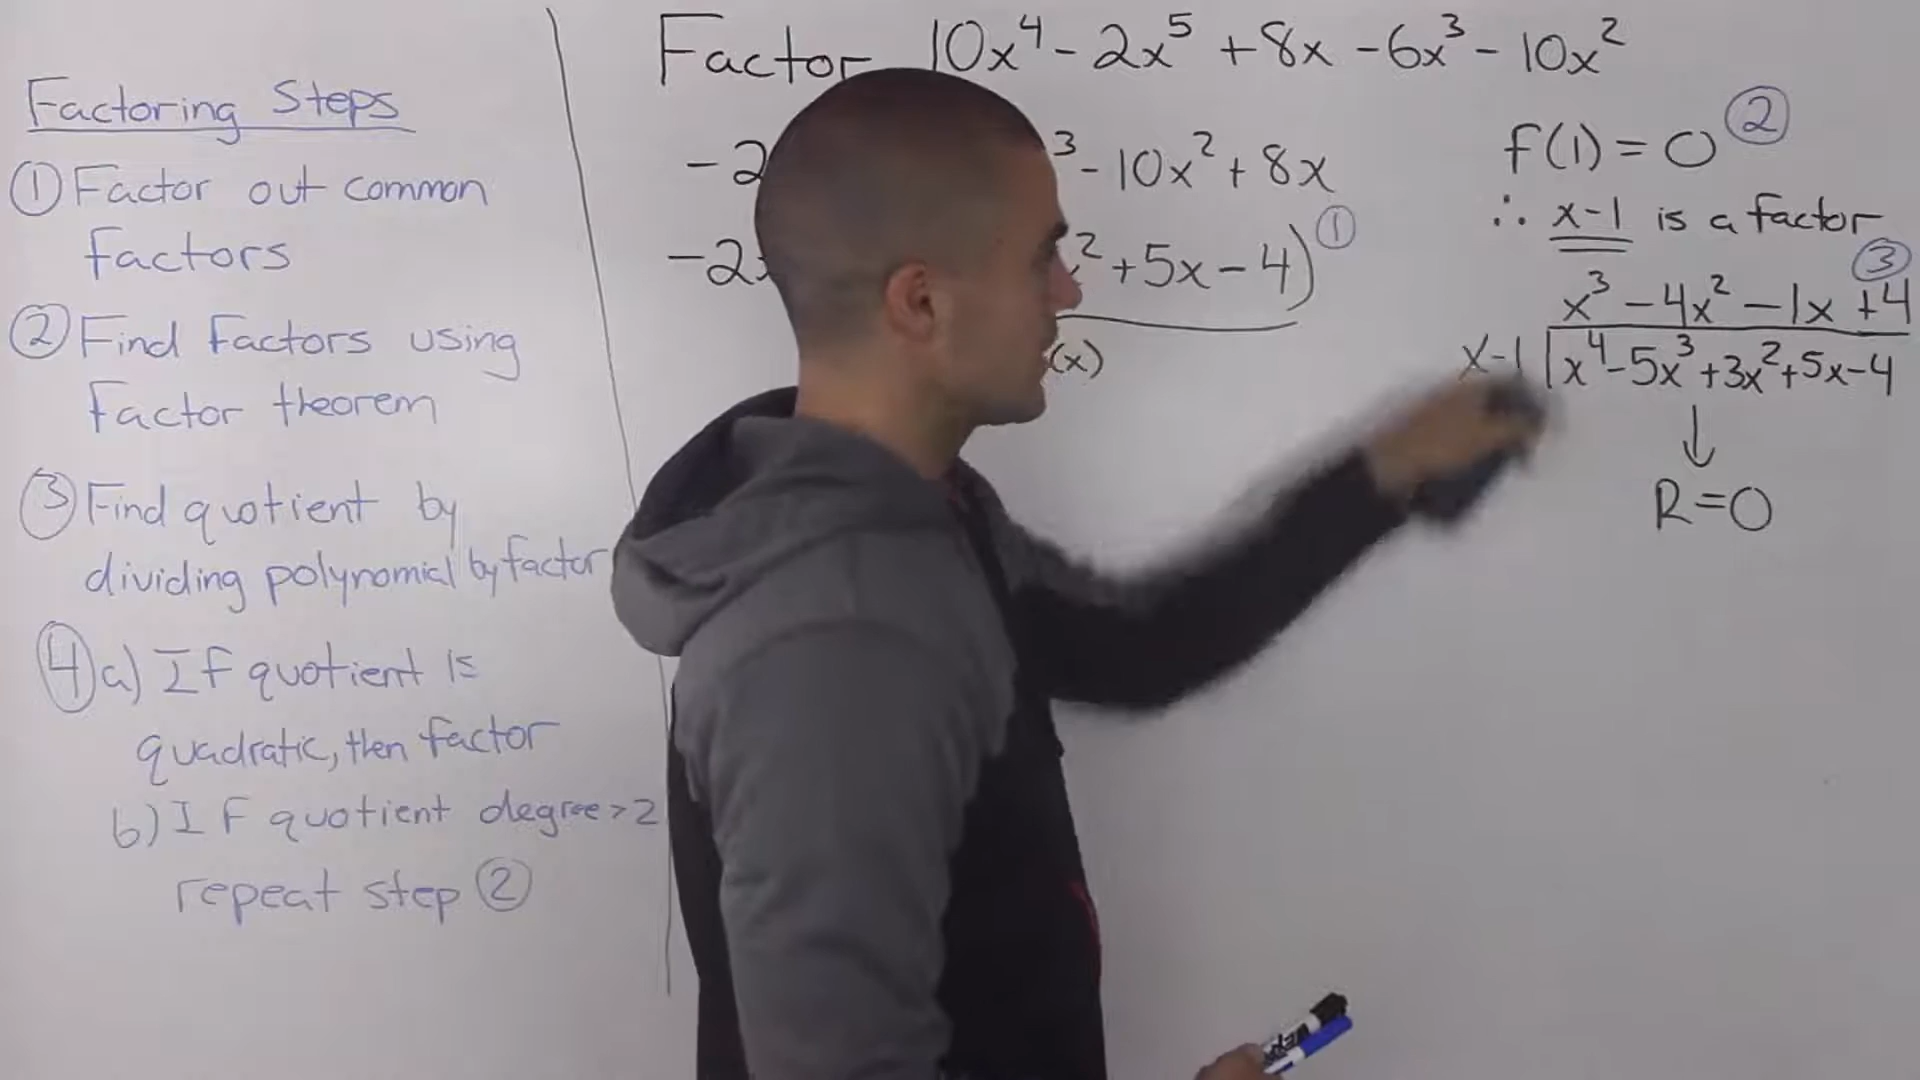 Factoring Steps
① Factor out common
factors
② Find factors using
factor theorem
③ Find quotient by
dividing polynomial by factor
④ a) If quotient is
quadratic, then factor
b) If quotient degree > 2
repeat step ②
Factor 10x⁴ - 2x⁵ + 8x - 6x³ - 10x²
-2 ³ - 10x² + 8x
-2x ² + 5x - 4) ①
(x)
f(1) = 0 ②
∴ x-1 is a factor
③
x³ - 4x² - 1x + 4
x-1 x⁴ - 5x³ + 3x² + 5x - 4
↓
R = 0